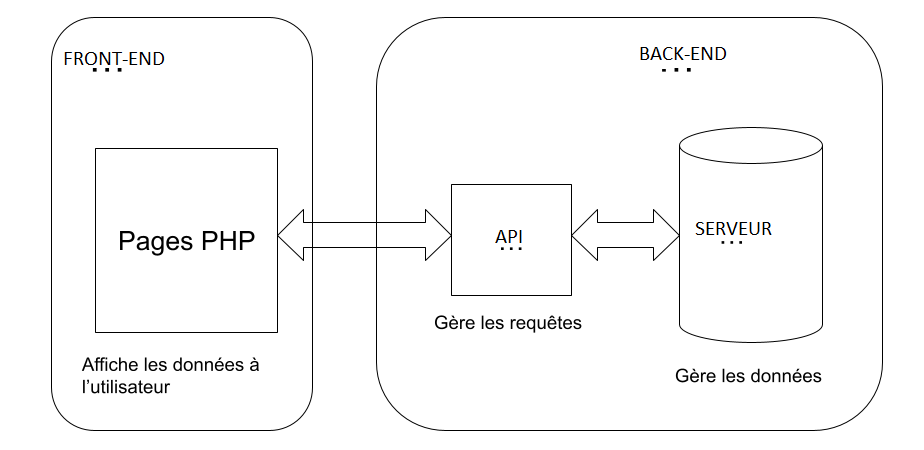 FRONT-END
...
BACK-END
...
Pages PHP
API
...
SERVEUR
...
Gère les requêtes
Affiche les données à
l’utilisateur
Gère les données